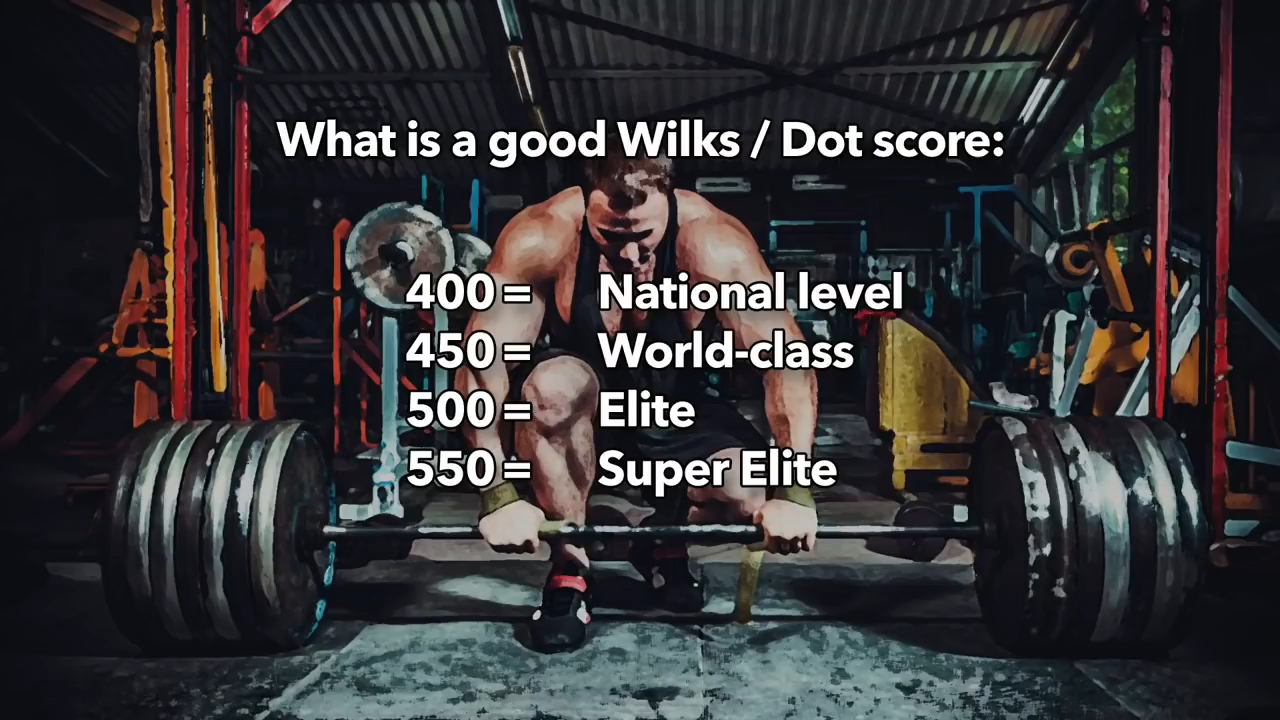 What is a good Wilks / Dot score:
400 = National level
450 = World-class
500 = Elite
550 = Super Elite